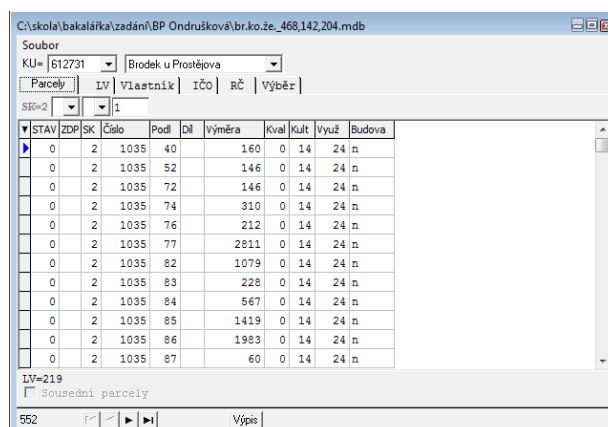 C:\skola\bakalářka\zadání\BP Ondrušková\br.ko.že._468,142,204.mdb
Soubor
KU= 612731 Brodek u Prostějova
Parcely LV Vlastník IČO RČ Výběr
SK=2 1
STAV ZDP SK Číslo Podl Díl Výměra Kval Kult Využ Budova
0 2 1035 40 160 0 14 24 n
0 2 1035 52 146 0 14 24 n
0 2 1035 72 146 0 14 24 n
0 2 1035 74 310 0 14 24 n
0 2 1035 76 212 0 14 24 n
0 2 1035 77 2811 0 14 24 n
0 2 1035 82 1079 0 14 24 n
0 2 1035 83 228 0 14 24 n
0 2 1035 84 567 0 14 24 n
0 2 1035 85 1419 0 14 24 n
0 2 1035 86 1983 0 14 24 n
0 2 1035 87 60 0 14 24 n
LV=219
Sousední parcely
552 Výpis